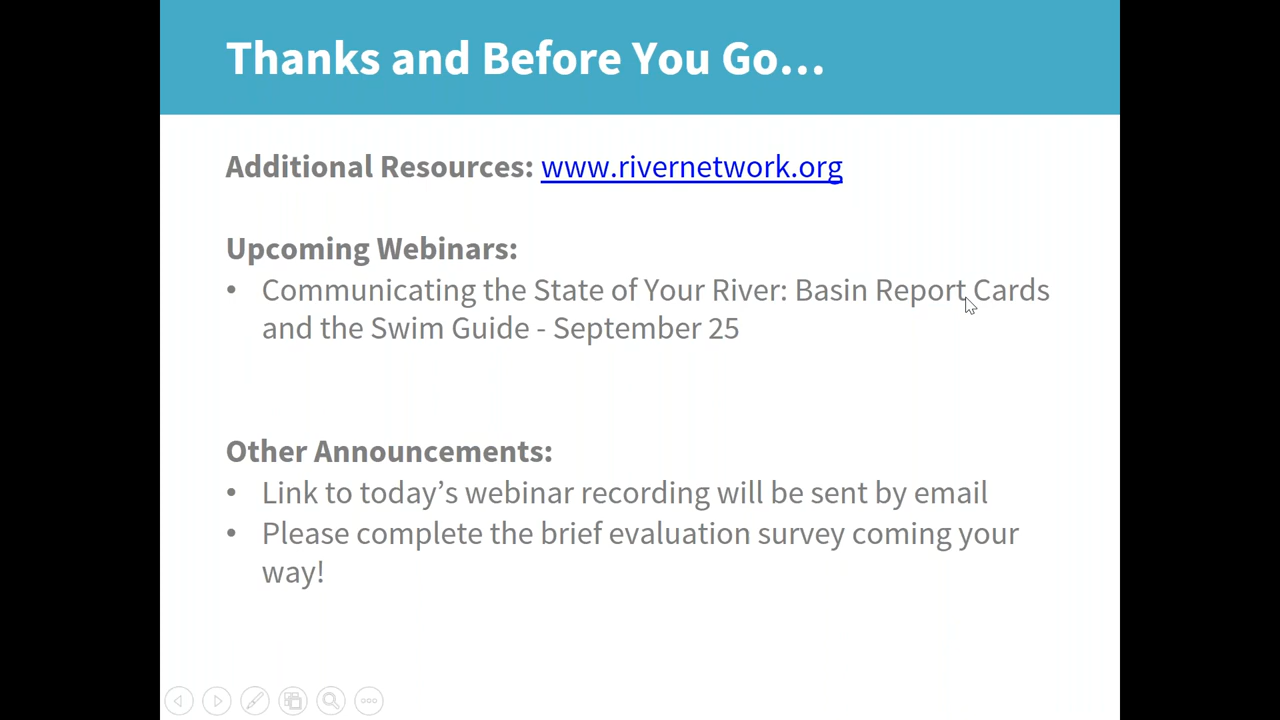 Thanks and Before You Go...
Additional Resources: www.rivernetwork.org
Upcoming Webinars:
• Communicating the State of Your River: Basin Report Cards
and the Swim Guide - September 25
Other Announcements:
• Link to today’s webinar recording will be sent by email
• Please complete the brief evaluation survey coming your
way!